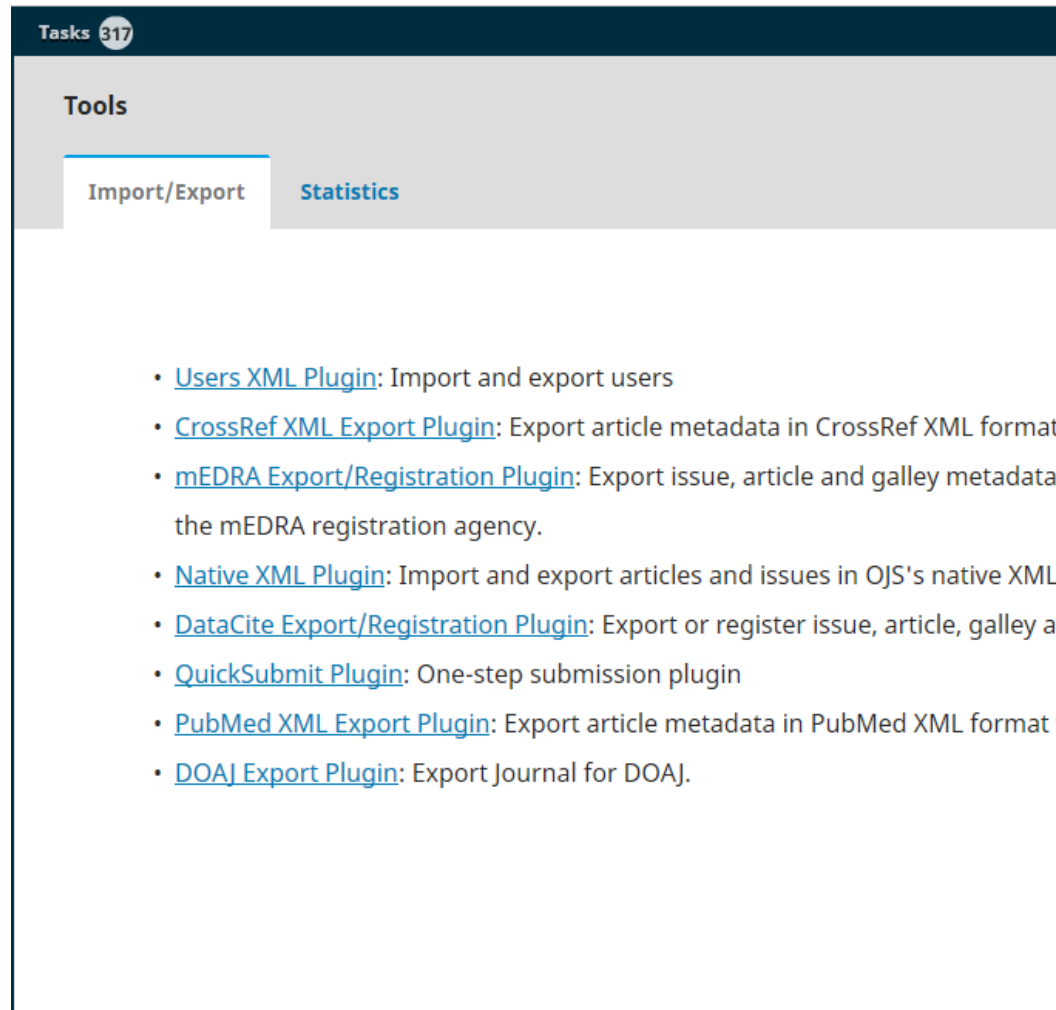 Tasks 317
Tools
Import/Export Statistics
• Users XML Plugin: Import and export users
• CrossRef XML Export Plugin: Export article metadata in CrossRef XML format
• mEDRA Export/Registration Plugin: Export issue, article and galley metadata
the mEDRA registration agency.
• Native XML Plugin: Import and export articles and issues in OJS's native XML
• DataCite Export/Registration Plugin: Export or register issue, article, galley a
• QuickSubmit Plugin: One-step submission plugin
• PubMed XML Export Plugin: Export article metadata in PubMed XML format
• DOAJ Export Plugin: Export Journal for DOAJ.